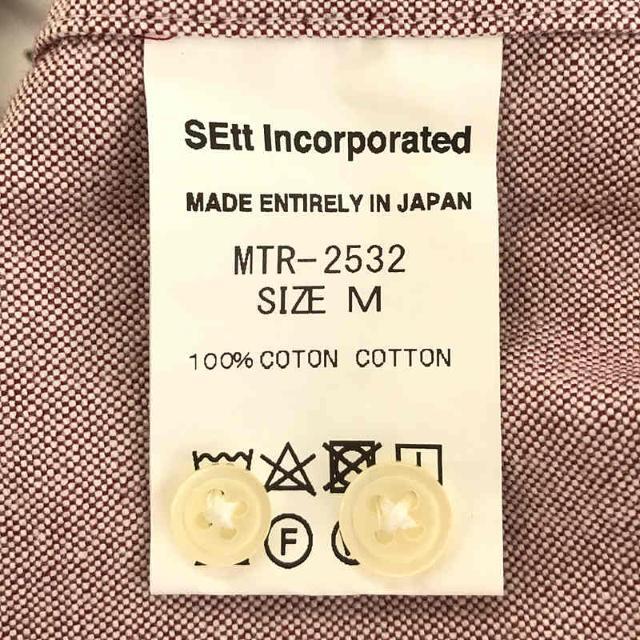 SEtt Incorporated
MADE ENTIRELY IN JAPAN
MTR-2532
SIZE M
100% COTON COTTON
F